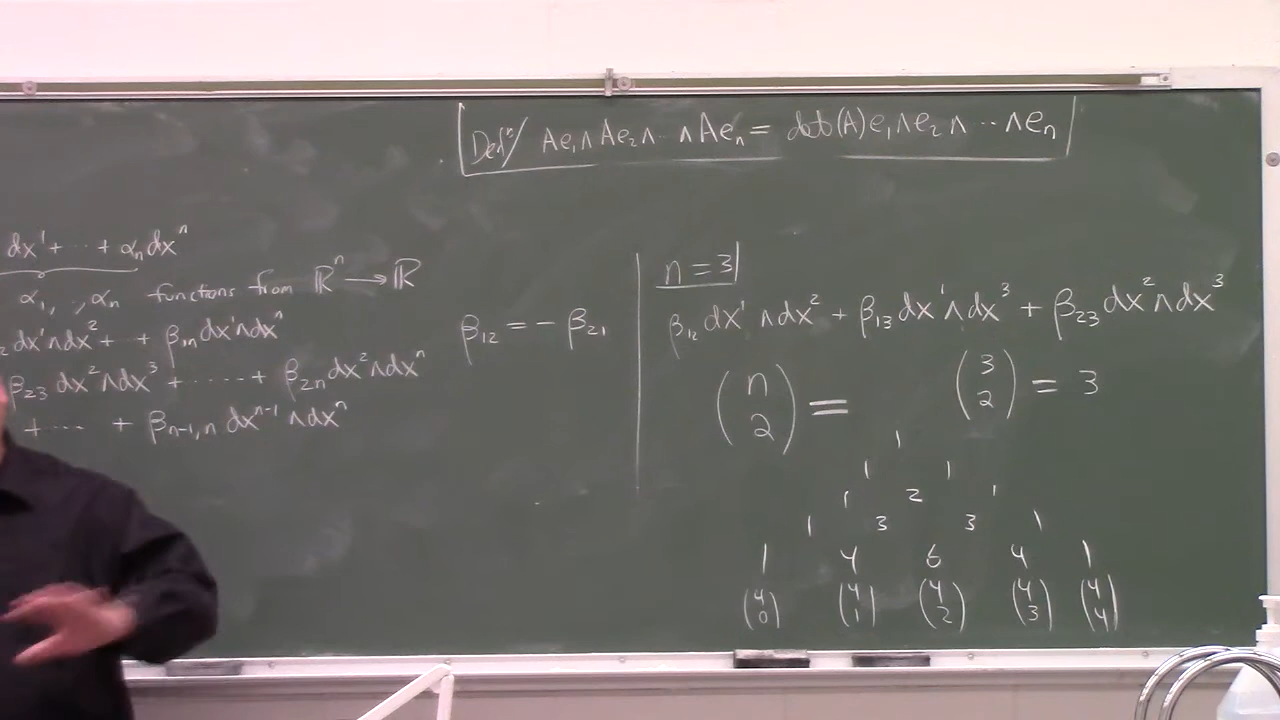 Defⁿ/ Ae₁∧Ae₂∧⋯∧Aeₙ = det(A)e₁∧e₂∧⋯∧eₙ
dx¹+⋯+αₙdxⁿ
α₁,,αₙ functions from ℝⁿ→ℝ
₂dx¹∧dx²+⋯+β₁ₙdx¹∧dxⁿ
β₂₃dx²∧dx³+⋯⋯+β₂ₙdx²∧dxⁿ
+⋯+βₙ₋₁,ₙdxⁿ⁻¹∧dxⁿ
β₁₂=-β₂₁
n=3
β₁₂dx¹∧dx²+β₁₃dx¹∧dx³+β₂₃dx²∧dx³
(n 2) = (3 2) = 3
1
1 1
1 2 1
1 3 3 1
1 4 6 4 1
(4 0) (4 1) (4 2) (4 3) (4 4)